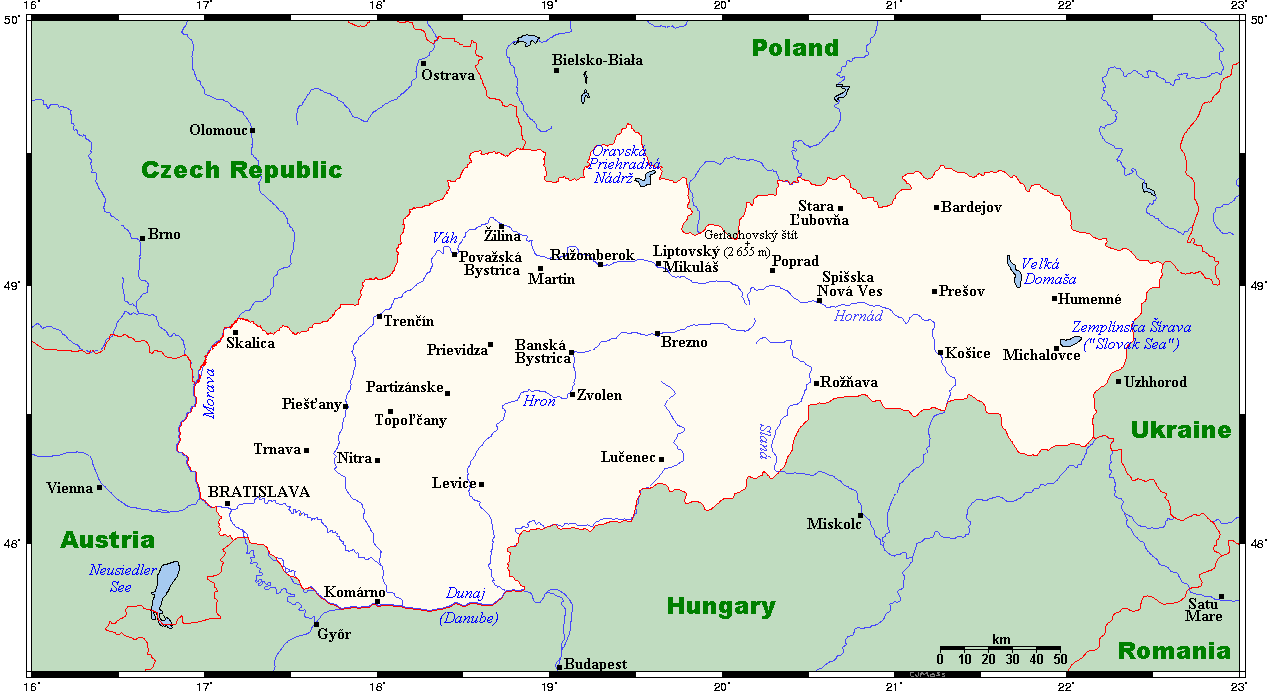 16° 17° 18° 19° 20° 21° 22° 23°
50° 50°
Poland
Ostrava
Bielsko-Biała
Olomouc
Czech Republic
Oravská
Priehradná
Nádrž
Brno
Stara
Ľubovňa
Bardejov
Váh
Žilina
Gerlachovský štít
(2 655 m)
Považská
Bystrica
Martin
Ružomberok
Liptovský
Mikuláš
Poprad
Spišska
Nová Ves
Veľká
Domaša
49° 49°
Prešov
Humenné
Trenčín
Hornád
Skalica
Prievidza
Banská
Bystrica
Brezno
Zemplínska Šírava
("Slovak Sea")
Košice
Michalovce
Morava
Partizánske
Piešťany
Topoľčany
Hron
Zvolen
Rožňava
Uzhhorod
Ukraine
Trnava
Nitra
Slaná
Lučenec
Levice
Vienna
BRATISLAVA
Miskolc
48° 48°
Austria
Neusiedler
See
Komárno
Dunaj
(Danube)
Hungary
Satu
Mare
Győr
Budapest
km
0 10 20 30 40 50
Romania
16° 17° 18° 19° 20° 21° 22° 23°